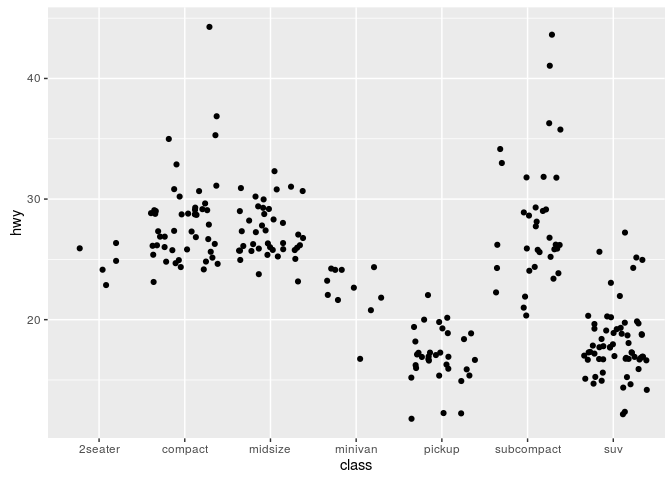 40
30
20
hwy
2seater compact midsize minivan pickup subcompact suv
class